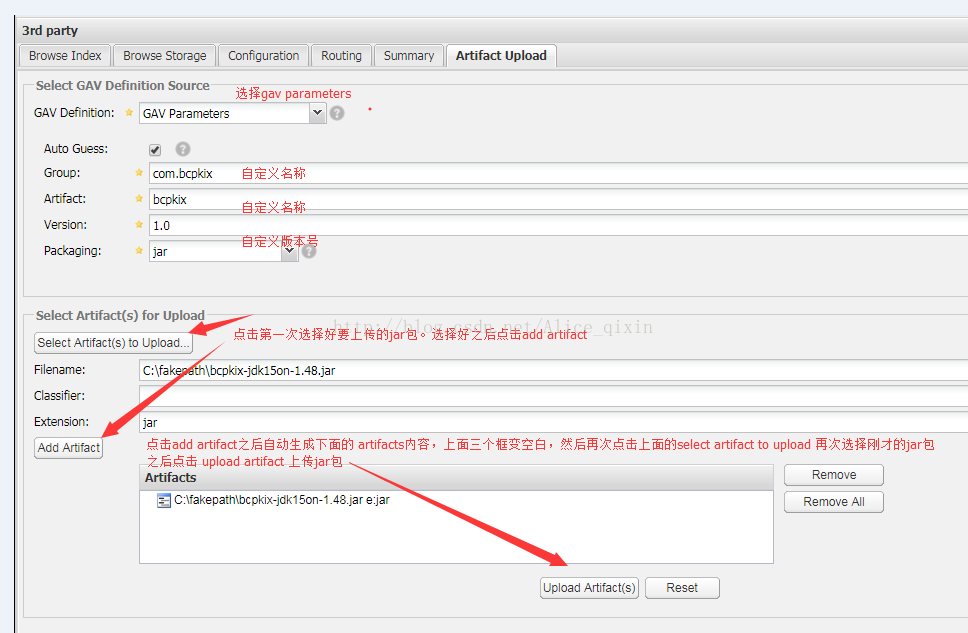 3rd party
Browse Index Browse Storage Configuration Routing Summary Artifact Upload
Select GAV Definition Source
选择gav parameters
GAV Definition: GAV Parameters ? *
Auto Guess: ?
Group: com.bcpkix 自定义名称
Artifact: bcpkix
自定义名称
Version: 1.0
自定义版本号
Packaging: jar ?
Select Artifact(s) for Upload
http://blog.csdn.net/Alice_qixin
点击第一次选择好要上传的jar包。选择好之后点击add artifact
Select Artifact(s) to Upload...
Filename: C:\fakepath\bcpkix-jdk15on-1.48.jar
Classifier:
Extension: jar
Add Artifact
点击add artifact之后自动生成下面的 artifacts内容，上面三个框变空白，然后再次点击上面的select artifact to upload 再次选择刚才的jar包
之后点击 upload artifact 上传jar包
Artifacts
Remove
C:\fakepath\bcpkix-jdk15on-1.48.jar e:jar
Remove All
Upload Artifact(s) Reset